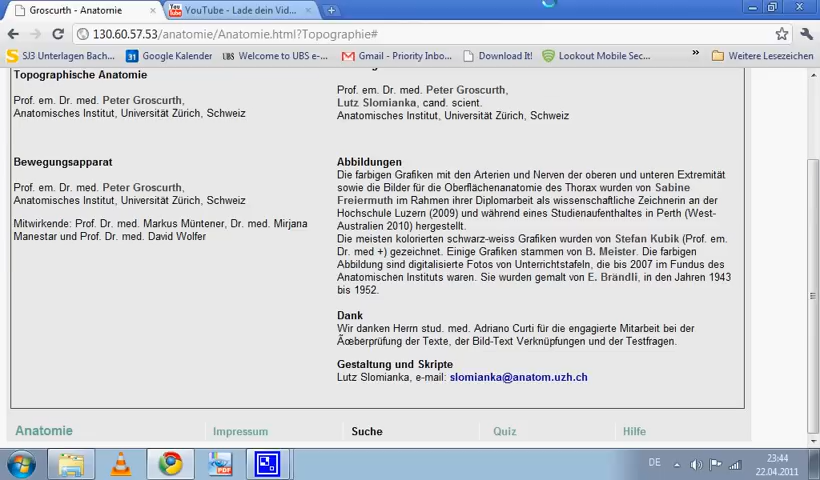 Groscurth - Anatomie
YouTube - Lade dein Vid...
130.60.57.53/anatomie/Anatomie.html?Topographie#
SJ3 Unterlagen Bach...
31 Google Kalender
UBS Welcome to UBS e-...
Gmail - Priority Inbo...
Download It!
Lookout Mobile Sec...
»
Weitere Lesezeichen
Topographische Anatomie
Prof. em. Dr. med. Peter Groscurth,
Anatomisches Institut, Universität Zürich, Schweiz
Prof. em. Dr. med. Peter Groscurth,
Lutz Slomianka, cand. scient.
Anatomisches Institut, Universität Zürich, Schweiz
Bewegungsapparat
Prof. em. Dr. med. Peter Groscurth,
Anatomisches Institut, Universität Zürich, Schweiz
Mitwirkende: Prof. Dr. med. Markus Müntener, Dr. med. Mirjana
Manestar und Prof. Dr. med. David Wolfer
Abbildungen
Die farbigen Grafiken mit den Arterien und Nerven der oberen und unteren Extremität
sowie die Bilder für die Oberflächenanatomie des Thorax wurden von Sabine
Freiermuth im Rahmen ihrer Diplomarbeit als wissenschaftliche Zeichnerin an der
Hochschule Luzern (2009) und während eines Studienaufenthaltes in Perth (West-
Australien 2010) hergestellt.
Die meisten kolorierten schwarz-weiss Grafiken wurden von Stefan Kubik (Prof. em.
Dr. med +) gezeichnet. Einige Grafiken stammen von B. Meister. Die farbigen
Abbildung sind digitalisierte Fotos von Unterrichtstafeln, die bis 2007 im Fundus des
Anatomischen Instituts waren. Sie wurden gemalt von E. Brändli, in den Jahren 1943
bis 1952.
Dank
Wir danken Herrn stud. med. Adriano Curti für die engagierte Mitarbeit bei der
Ãœberprüfung der Texte, der Bild-Text Verknüpfungen und der Testfragen.
Gestaltung und Skripte
Lutz Slomianka, e-mail: slomianka@anatom.uzh.ch
Anatomie
Impressum
Suche
Quiz
Hilfe
PDF
DE
23:44
22.04.2011